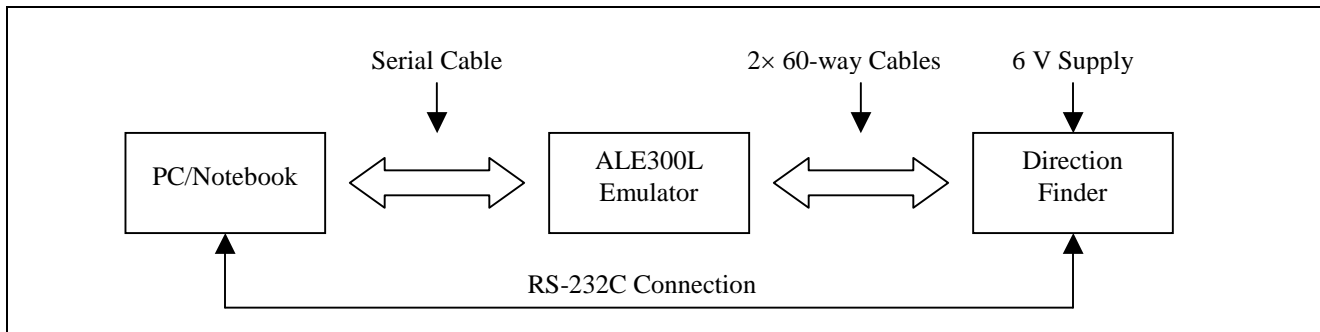 Serial Cable
2× 60-way Cables
6 V Supply
PC/Notebook
ALE300L
Emulator
Direction
Finder
RS-232C Connection